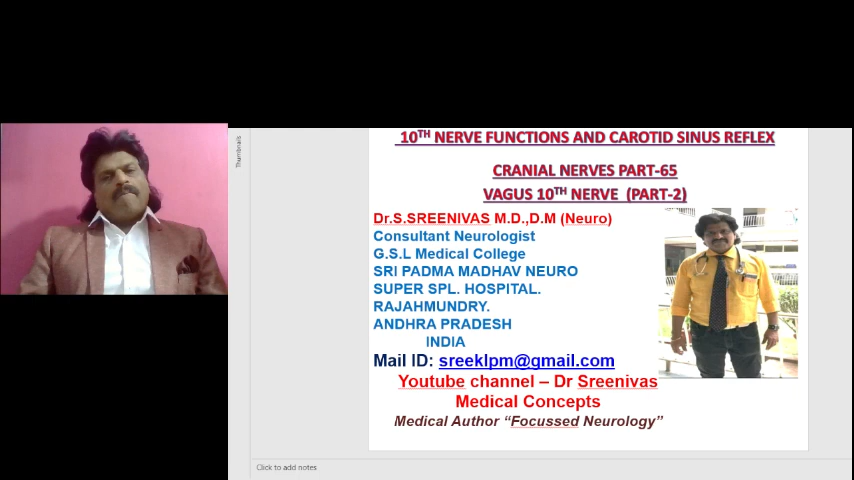 10TH NERVE FUNCTIONS AND CAROTID SINUS REFLEX
CRANIAL NERVES PART-65
VAGUS 10TH NERVE (PART-2)
Dr.S.SREENIVAS M.D.,D.M (Neuro)
Consultant Neurologist
G.S.L Medical College
SRI PADMA MADHAV NEURO
SUPER SPL. HOSPITAL.
RAJAHMUNDRY.
ANDHRA PRADESH
INDIA
Mail ID: sreeklpm@gmail.com
Youtube channel – Dr Sreenivas
Medical Concepts
Medical Author “Focussed Neurology”
Thumbnails
Click to add notes